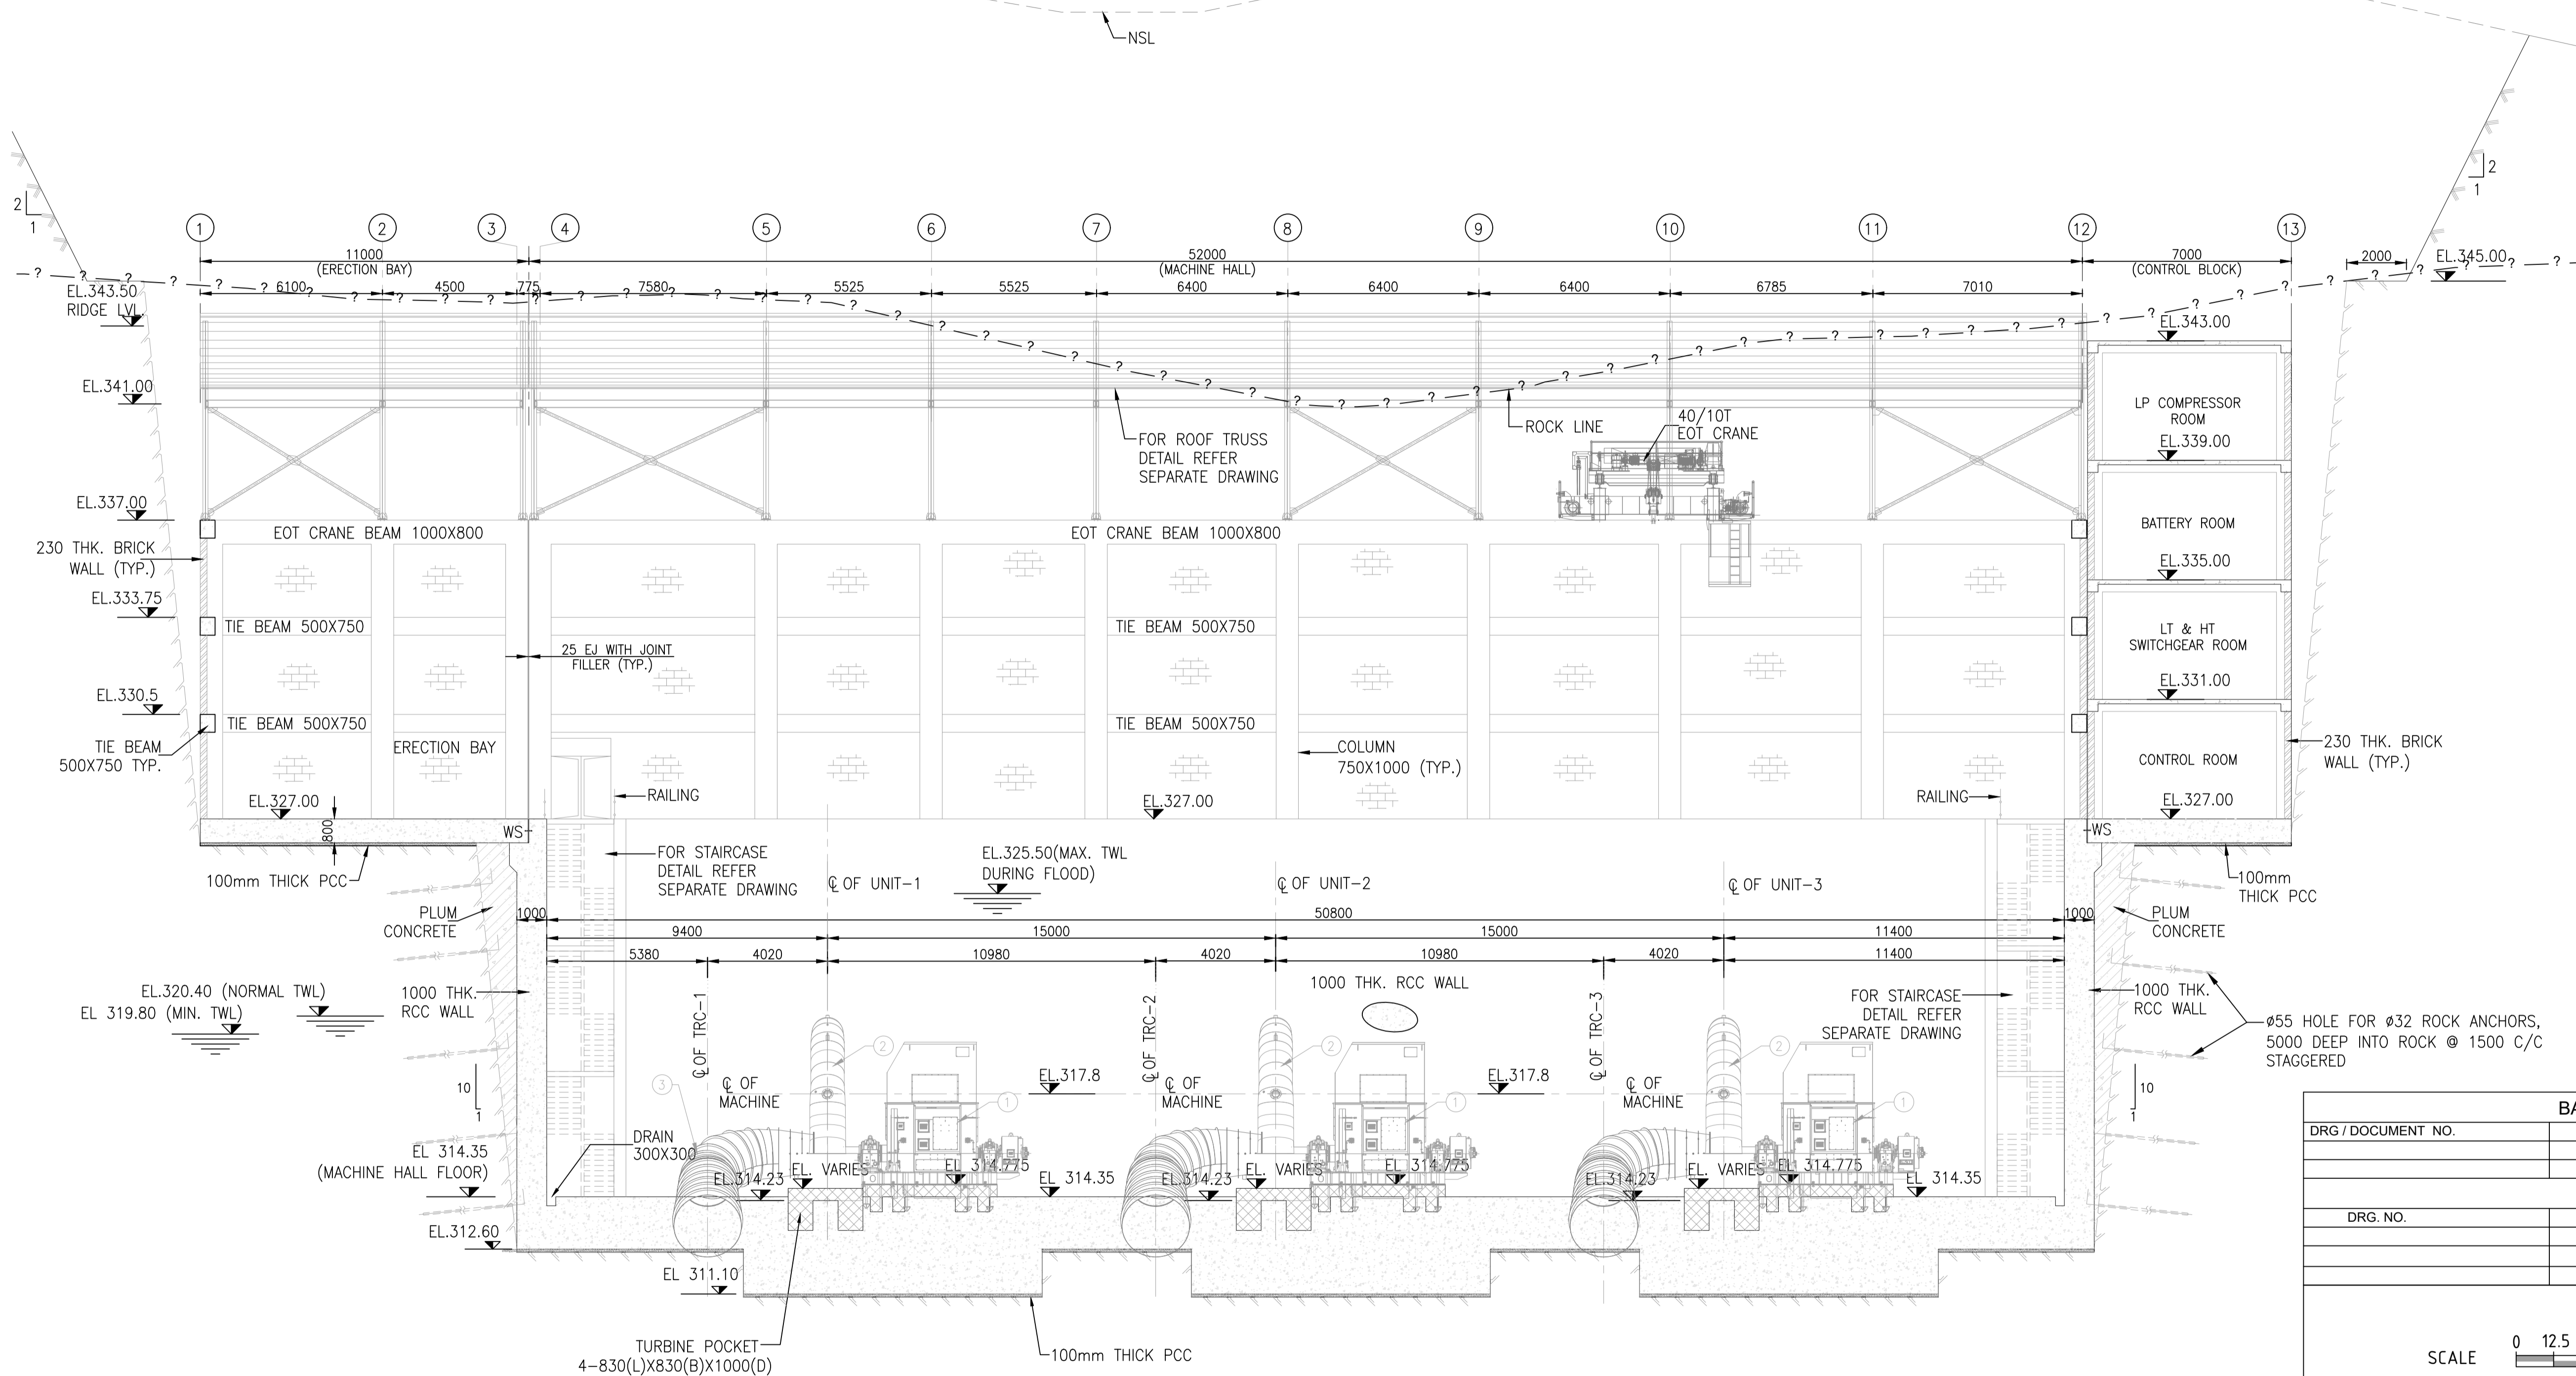 NSL
2
1
2
1
1
2
3
4
5
6
7
8
9
10
11
12
13
11000
(ERECTION BAY)
52000
(MACHINE HALL)
7000
(CONTROL BLOCK)
2000
EL.345.00
6100
4500
775
7580
5525
5525
6400
6400
6400
6785
7010
EL.343.50
RIDGE LVL.
EL.343.00
EL.341.00
LP COMPRESSOR
ROOM
EL.339.00
40/10T
EOT CRANE
ROCK LINE
FOR ROOF TRUSS
DETAIL REFER
SEPARATE DRAWING
EL.337.00
EOT CRANE BEAM 1000X800
EOT CRANE BEAM 1000X800
BATTERY ROOM
230 THK. BRICK
WALL (TYP.)
EL.335.00
EL.333.75
TIE BEAM 500X750
TIE BEAM 500X750
25 EJ WITH JOINT
FILLER (TYP.)
LT & HT
SWITCHGEAR ROOM
EL.331.00
EL.330.5
TIE BEAM 500X750
TIE BEAM 500X750
TIE BEAM
500X750 TYP.
ERECTION BAY
COLUMN
750X1000 (TYP.)
CONTROL ROOM
230 THK. BRICK
WALL (TYP.)
EL.327.00
RAILING
EL.327.00
RAILING
EL.327.00
800
WS
WS
100mm THICK PCC
FOR STAIRCASE
DETAIL REFER
SEPARATE DRAWING
℄ OF UNIT-1
EL.325.50(MAX. TWL
DURING FLOOD)
℄ OF UNIT-2
℄ OF UNIT-3
100mm
THICK PCC
PLUM
CONCRETE
1000
50800
1000
PLUM
CONCRETE
9400
15000
15000
11400
5380
4020
10980
4020
10980
4020
11400
EL.320.40 (NORMAL TWL)
EL 319.80 (MIN. TWL)
1000 THK.
RCC WALL
1000 THK. RCC WALL
FOR STAIRCASE
DETAIL REFER
SEPARATE DRAWING
1000 THK.
RCC WALL
Ø55 HOLE FOR Ø32 ROCK ANCHORS,
5000 DEEP INTO ROCK @ 1500 C/C
STAGGERED
℄ OF TRC-1
℄ OF TRC-2
℄ OF TRC-3
2
2
2
3
1
1
1
℄ OF
MACHINE
EL.317.8
℄ OF
MACHINE
EL.317.8
℄ OF
MACHINE
10
1
10
1
DRAIN
300X300
EL 314.35
(MACHINE HALL FLOOR)
EL.314.23
EL. VARIES
EL 314.775
EL 314.35
EL.314.23
EL. VARIES
EL 314.775
EL.314.23
EL. VARIES
EL 314.775
EL 314.35
EL.312.60
EL 311.10
TURBINE POCKET
4-830(L)X830(B)X1000(D)
100mm THICK PCC
BA
DRG / DOCUMENT NO.
DRG. NO.
SCALE
0 12.5